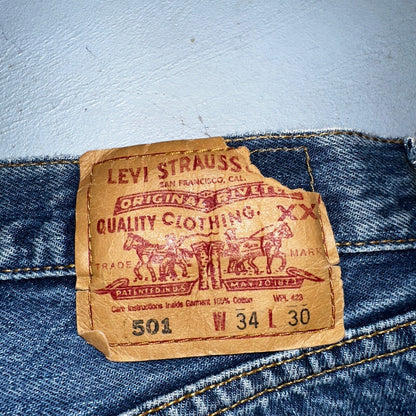 LEVI STRAUSS
SAN FRANCISCO, CAL.
ORIGINAL RIVETED
QUALITY CLOTHING. XX
TRADE MARK
PATENTED IN U.S. MAY 20 1873
Care Instructions Inside Garment 100% Cotton WPL 423
501 W 34 L 30